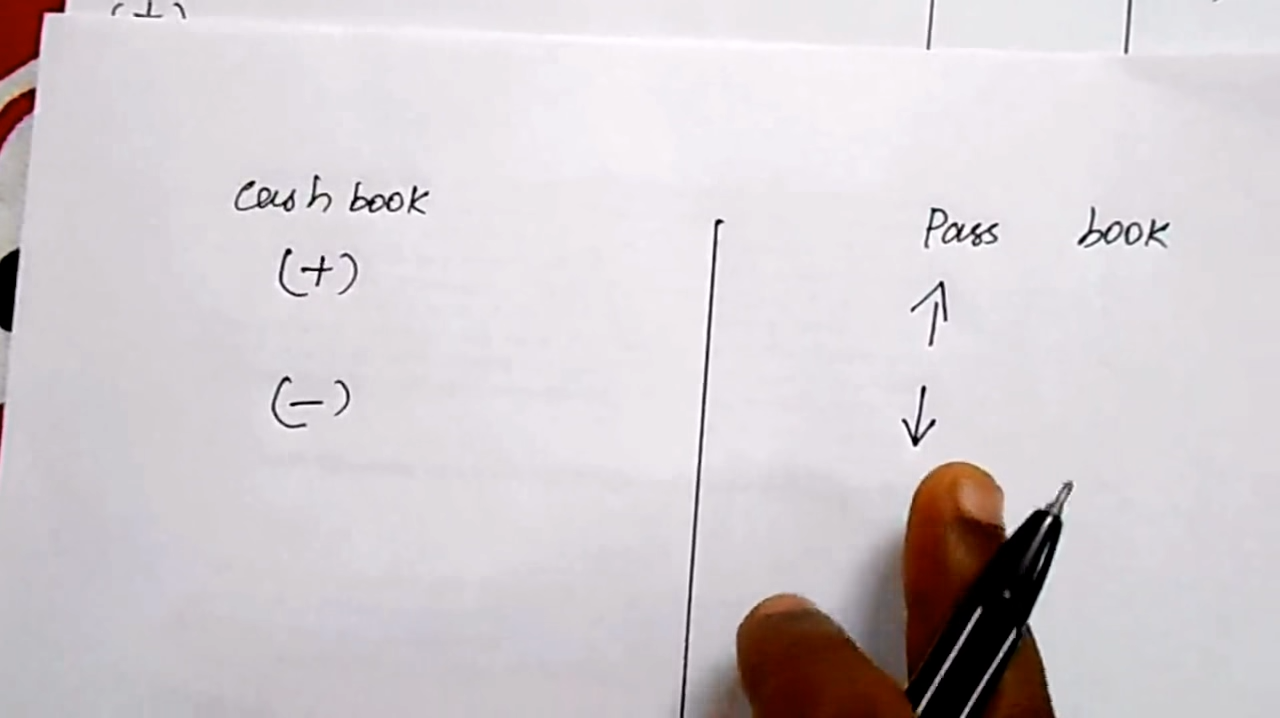 cash book
(+)
(-)
Pass book
↑
↓